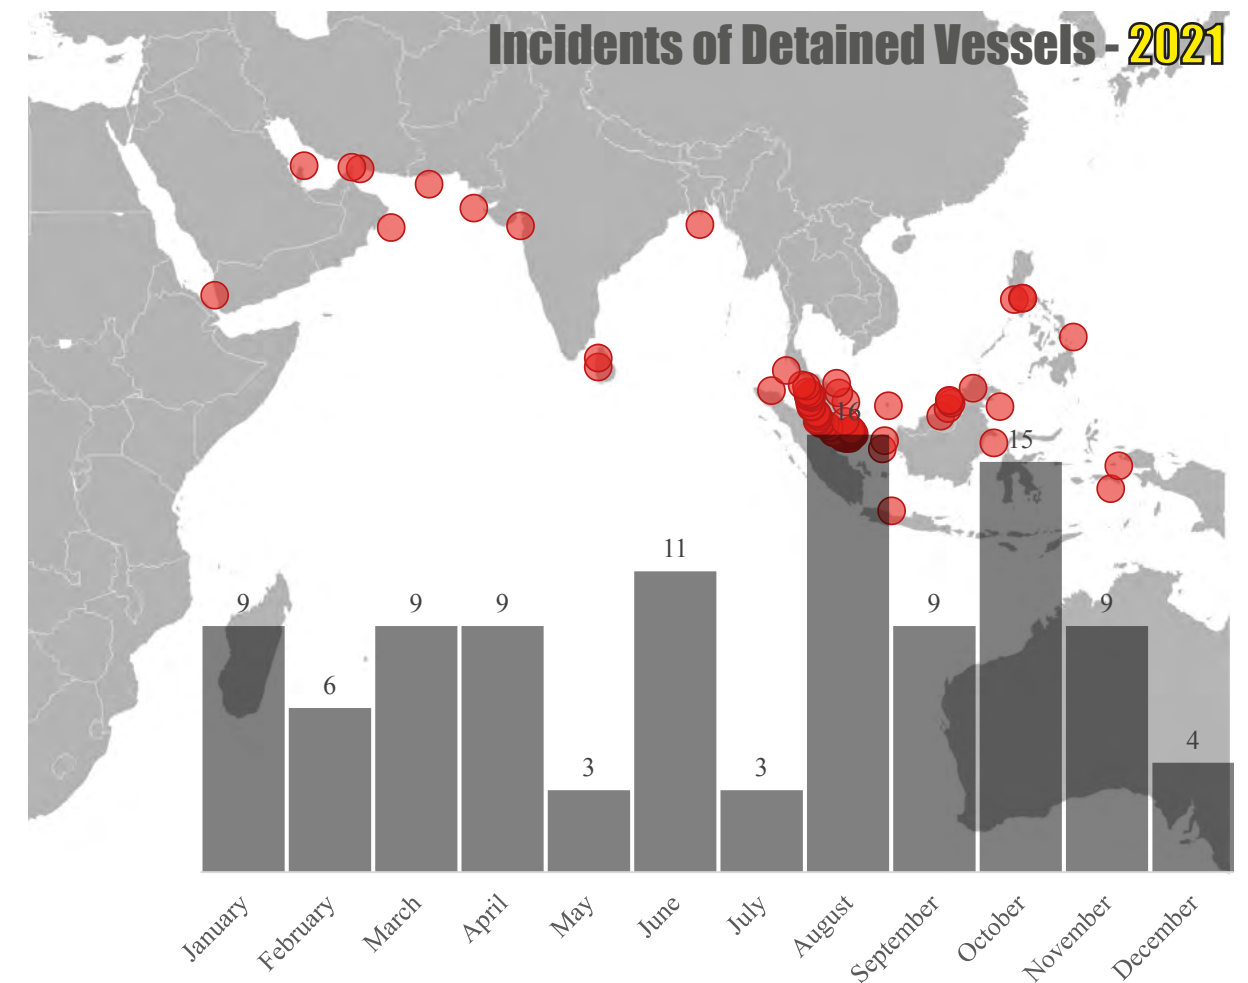 Incidents of Detained Vessels - 2021
16
15
11
9
9
9
9
9
6
3
3
4
January
February
March
April
May
June
July
August
September
October
November
December